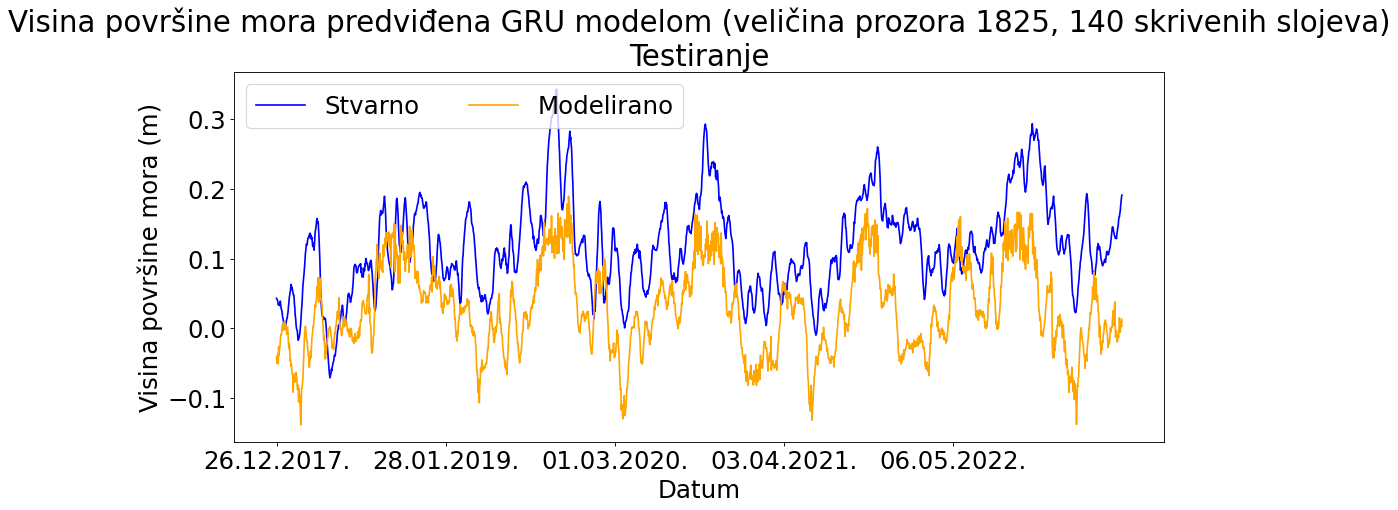 Visina površine mora predviđena GRU modelom (veličina prozora 1825, 140 skrivenih slojeva)
Testiranje
Stvarno Modelirano
Visina površine mora (m)
0.3
0.2
0.1
0.0
−0.1
26.12.2017. 28.01.2019. 01.03.2020. 03.04.2021. 06.05.2022.
Datum